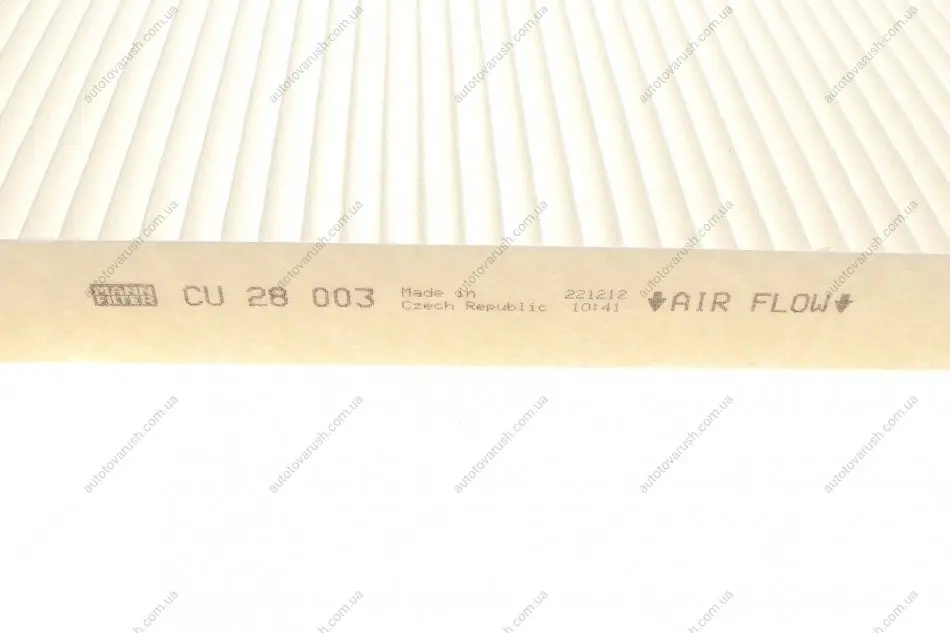 MANN
FILTER
CU 28 003
Made in
Czech Republic
221212
10:41
AIR FLOW
autotovarush.com.ua